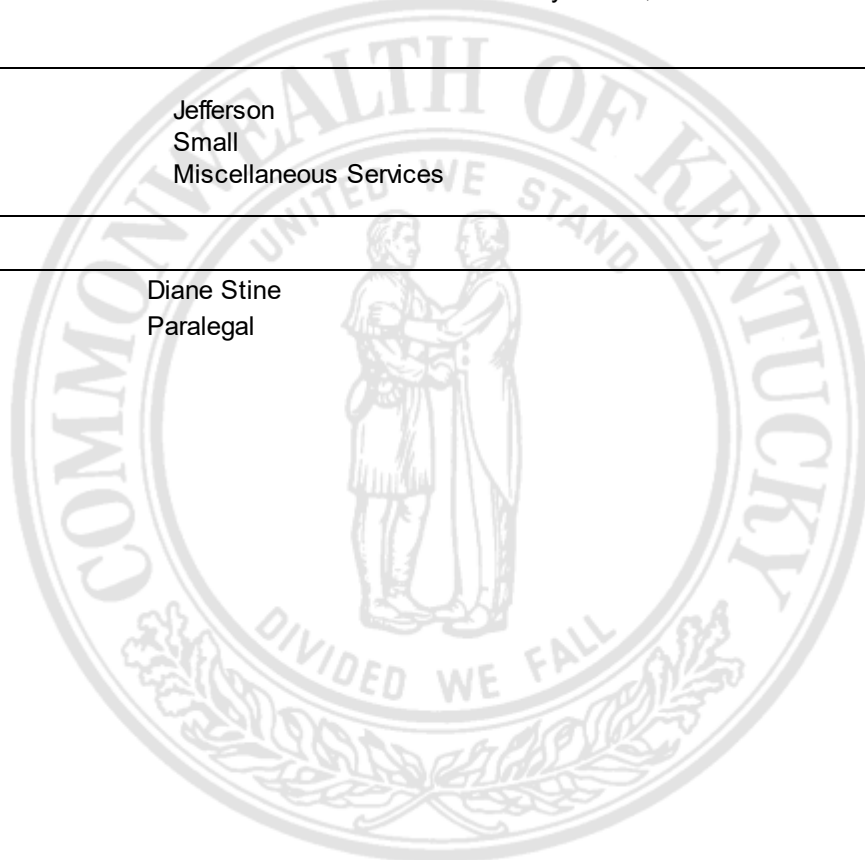 Jefferson
Small
Miscellaneous Services
Diane Stine
Paralegal
COMMONWEALTH OF KENTUCKY
UNITED WE STAND
DIVIDED WE FALL